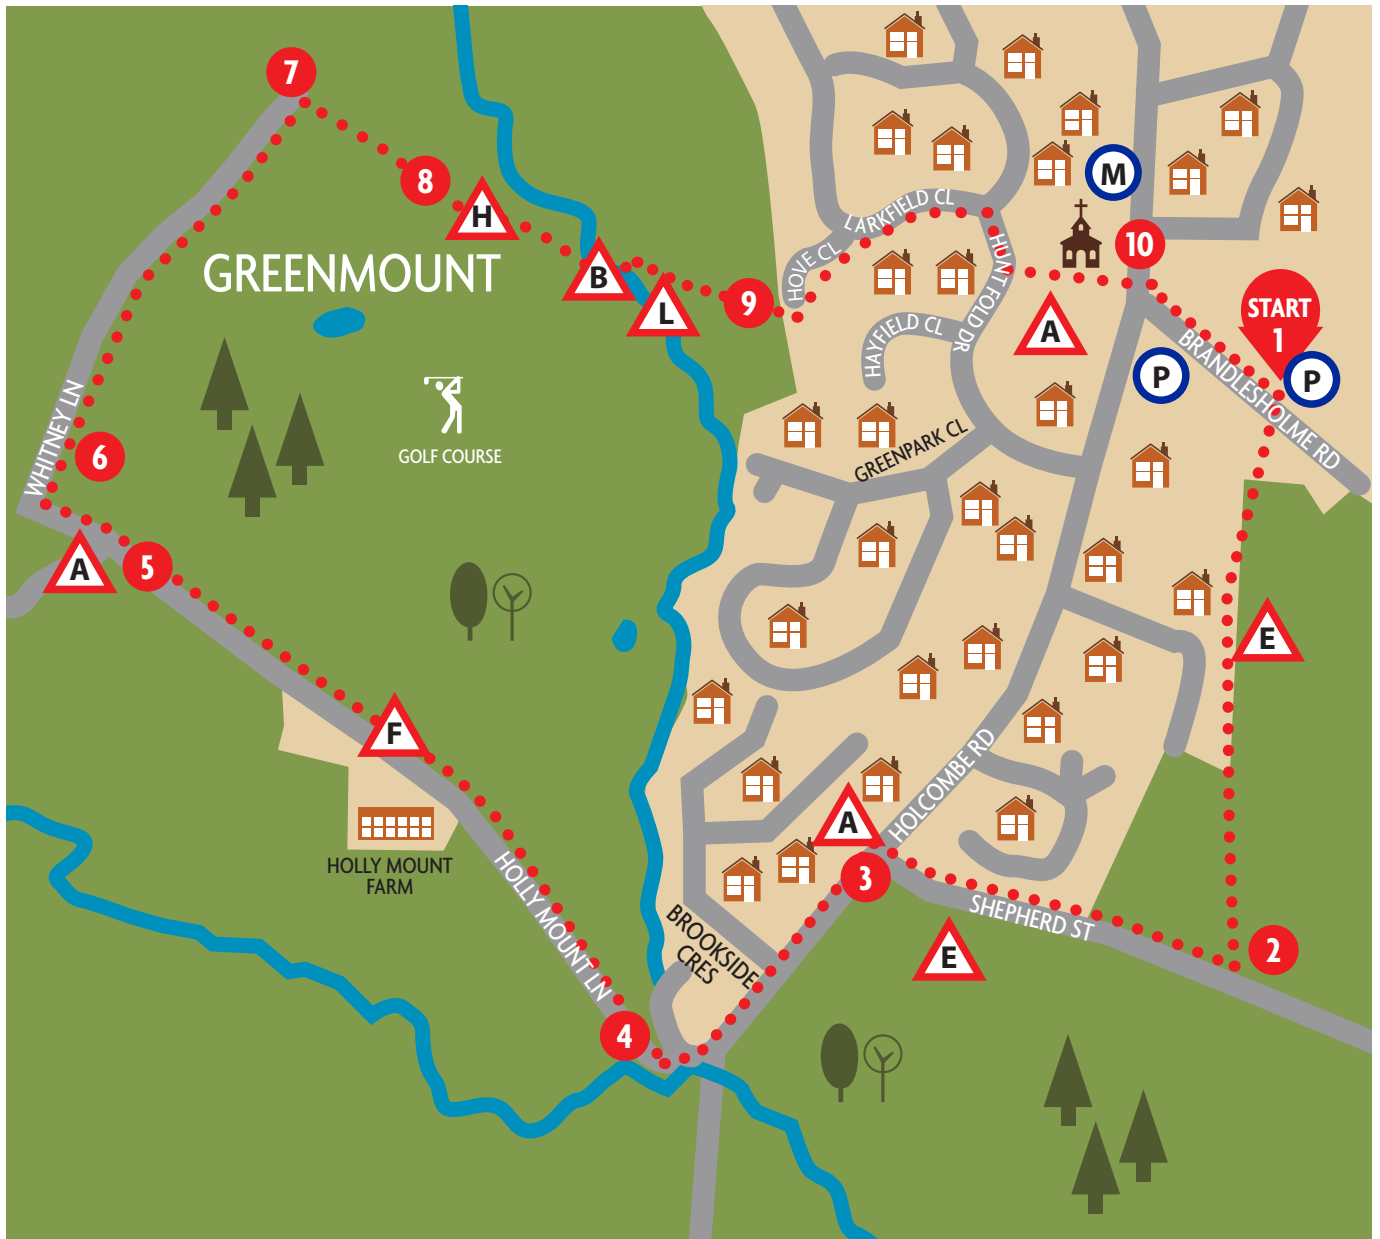 7
8
H
GREENMOUNT
B
L
9
LARKFIELD CL
HOVE CL
HUNT FOLD DR
HAYFIELD CL
M
10
A
START
1
P
P
BRANDLESHOLME RD
WHITNEY LN
6
GOLF COURSE
GREENPARK CL
A
5
E
F
HOLLY MOUNT
FARM
HOLLY MOUNT LN
A
HOLCOMBE RD
3
SHEPHERD ST
BROOKSIDE
CRES
E
2
4